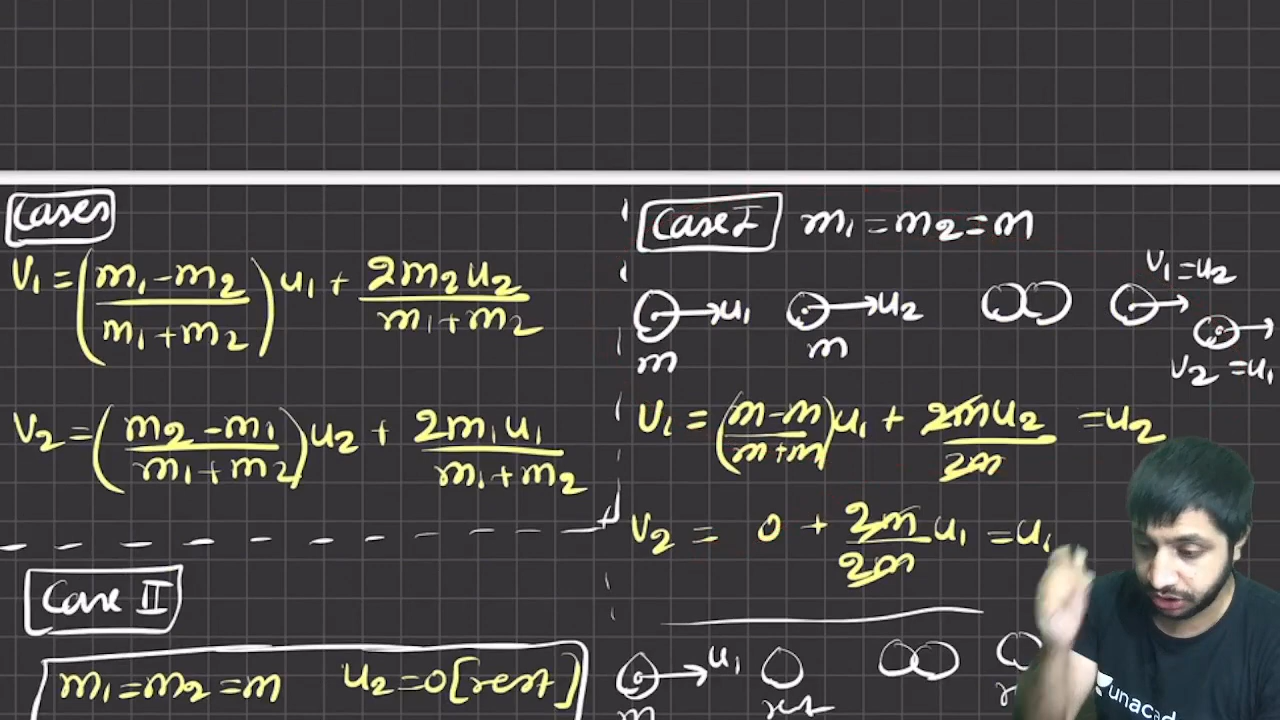 Cases
V₁ = ((m₁ - m₂)/(m₁ + m₂)) u₁ + 2m₂u₂/(m₁ + m₂)
V₂ = ((m₂ - m₁)/(m₁ + m₂)) u₂ + 2m₁u₁/(m₁ + m₂)
Case II
m₁ = m₂ = m u₂ = 0 [rest]
Case I m₁ = m₂ = m
V₁ = u₂
u₁ u₂
m m
V₂ = u₁
V₁ = ((m - m)/(m + m)) u₁ + 2mu₂/2m = u₂
V₂ = 0 + (2m/2m) u₁ = u₁
u₁
m rest
unacad